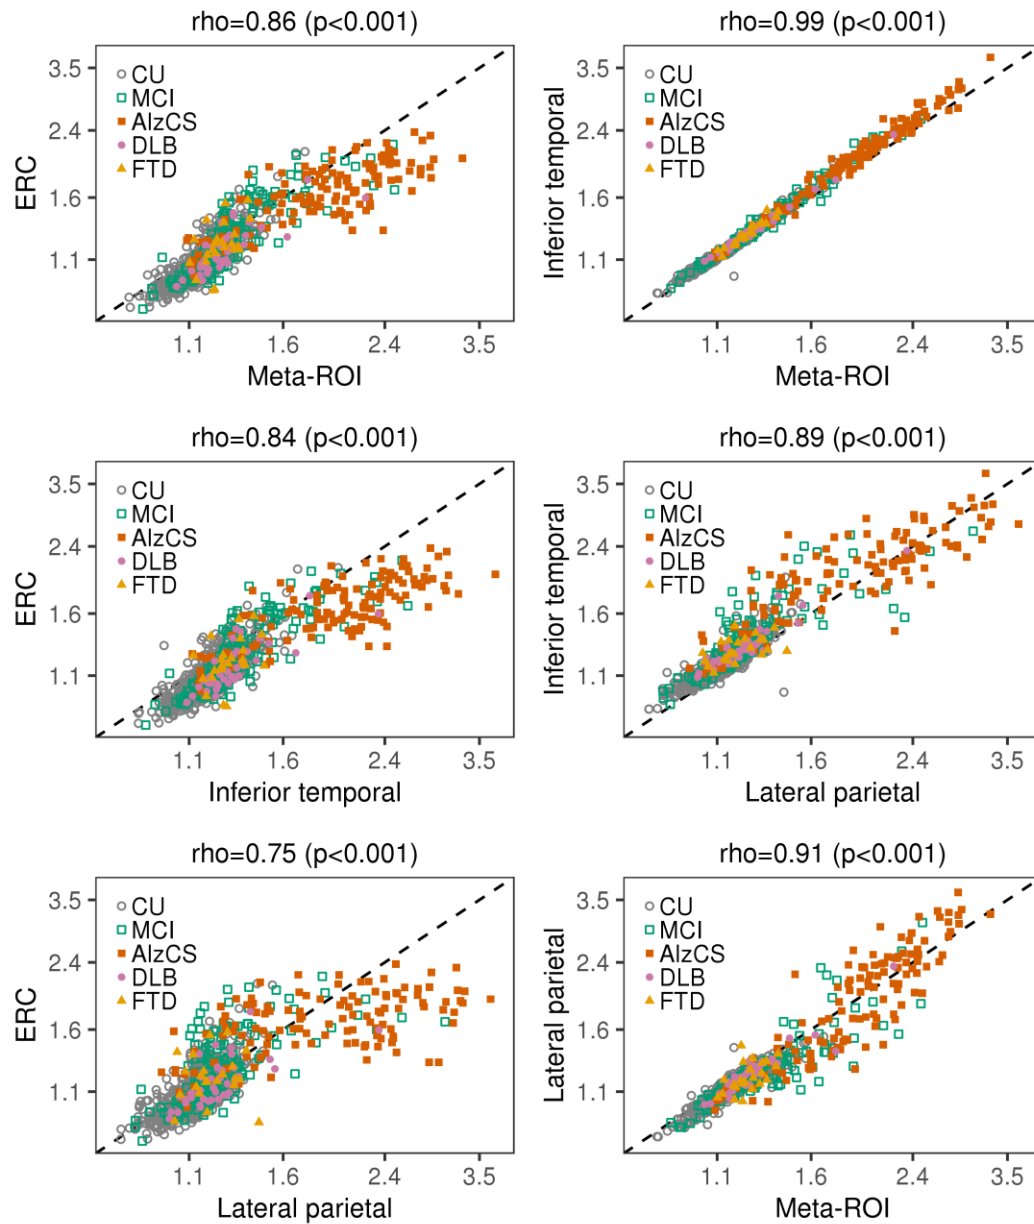 rho=0.86 (p<0.001)
ERC
3.5
2.4
1.6
1.1
CU
MCI
AlzCS
DLB
FTD
1.1 1.6 2.4 3.5
Meta-ROI
rho=0.99 (p<0.001)
Inferior temporal
3.5
2.4
1.6
1.1
CU
MCI
AlzCS
DLB
FTD
1.1 1.6 2.4 3.5
Meta-ROI
rho=0.84 (p<0.001)
ERC
3.5
2.4
1.6
1.1
CU
MCI
AlzCS
DLB
FTD
1.1 1.6 2.4 3.5
Inferior temporal
rho=0.89 (p<0.001)
Inferior temporal
3.5
2.4
1.6
1.1
CU
MCI
AlzCS
DLB
FTD
1.1 1.6 2.4 3.5
Lateral parietal
rho=0.75 (p<0.001)
ERC
3.5
2.4
1.6
1.1
CU
MCI
AlzCS
DLB
FTD
1.1 1.6 2.4 3.5
Lateral parietal
rho=0.91 (p<0.001)
Lateral parietal
3.5
2.4
1.6
1.1
CU
MCI
AlzCS
DLB
FTD
1.1 1.6 2.4 3.5
Meta-ROI